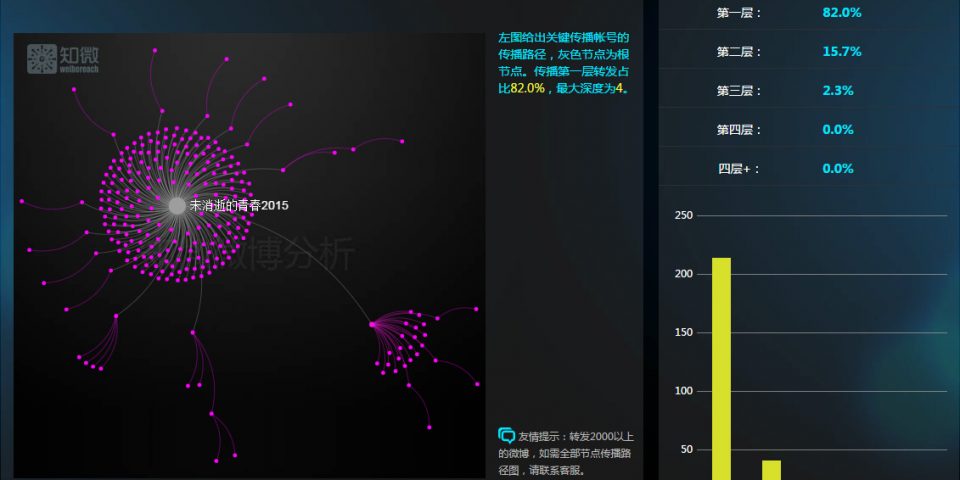 知微
weiboreach
未消逝的青春2015
微博分析
左图给出关键传播帐号的
传播路径，灰色节点为根
节点。传播第一层转发占
比82.0%，最大深度为4。
友情提示：转发2000以上
的微博，如需全部节点传播路
径图，请联系客服。
第一层： 82.0%
第二层： 15.7%
第三层： 2.3%
第四层： 0.0%
四层+： 0.0%
250
200
150
100
50